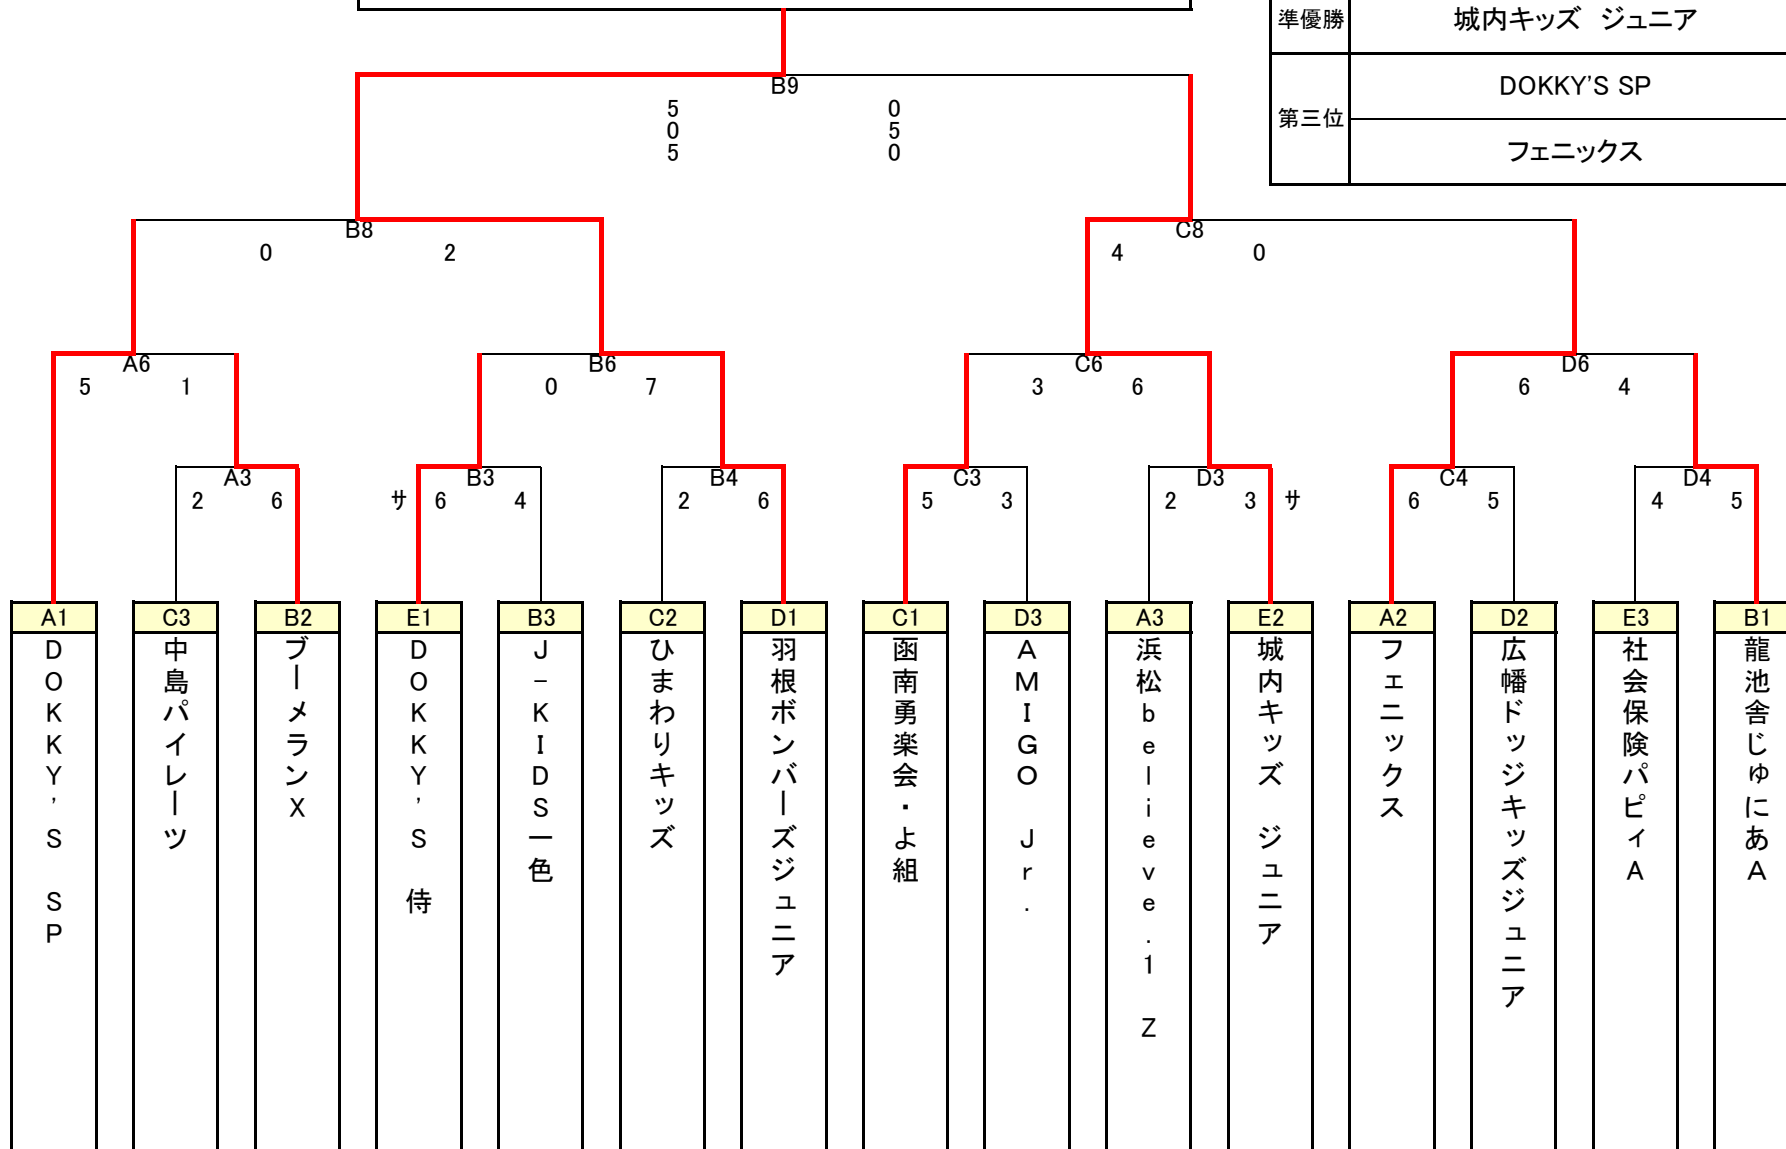 準優勝 城内キッズ ジュニア
第三位
DOKKY'S SP
フェニックス
B9
5 0
0 5
5 0
B8
0 2
C8
4 0
A6
5 1
B6
0 7
C6
3 6
D6
6 4
A3
2 6
B3
サ 6 4
B4
2 6
C3
5 3
D3
2 3 サ
C4
6 5
D4
4 5
A1
DOKKY'S SP
C3
中島パイレーツ
B2
ブーメランX
E1
DOKKY'S 侍
B3
J-KIDS一色
C2
ひまわりキッズ
D1
羽根ボンバーズジュニア
C1
函南勇楽会・よ組
D3
AMIGO Jr.
A3
浜松believe.1 Z
E2
城内キッズ ジュニア
A2
フェニックス
D2
広幡ドッジキッズジュニア
E3
社会保険パピィA
B1
龍池舎じゅにあA